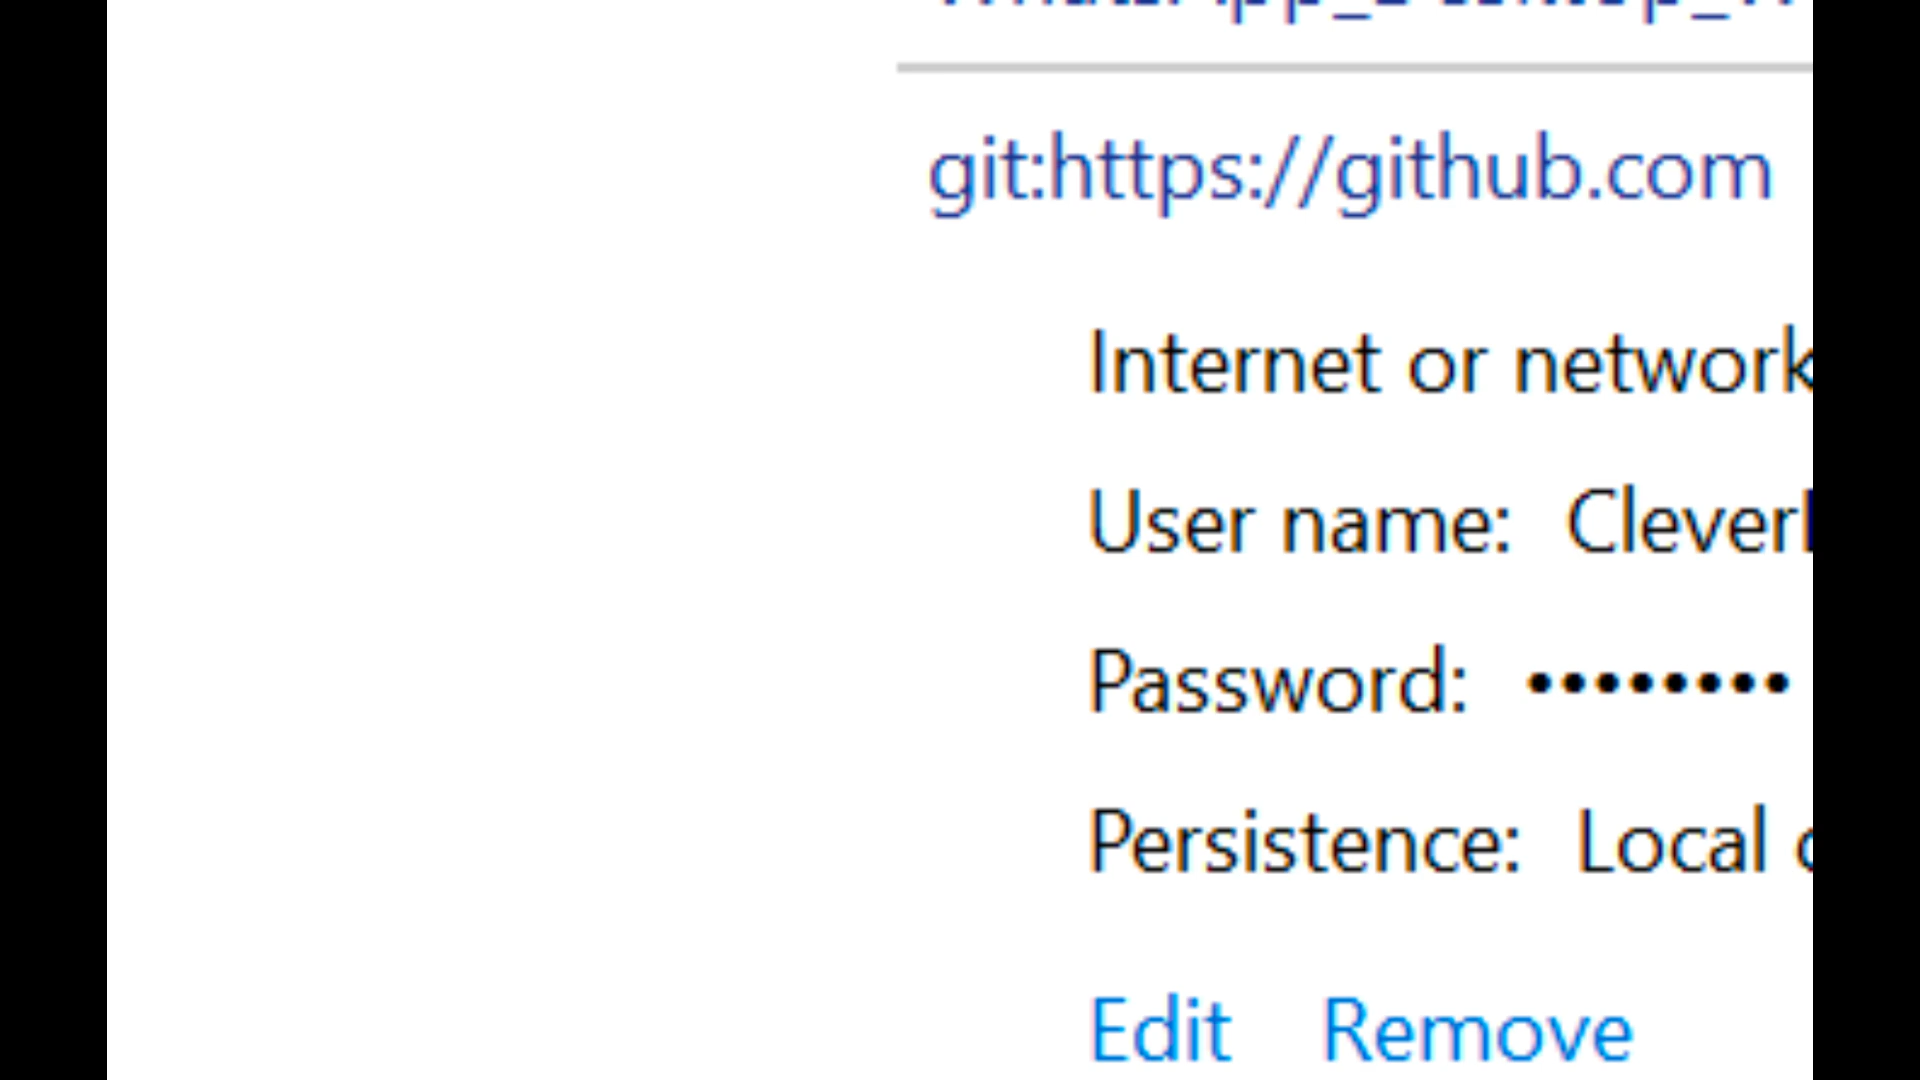 git:https://github.com
Internet or network
User name: Clever
Password: ••••••••
Persistence: Local
Edit Remove